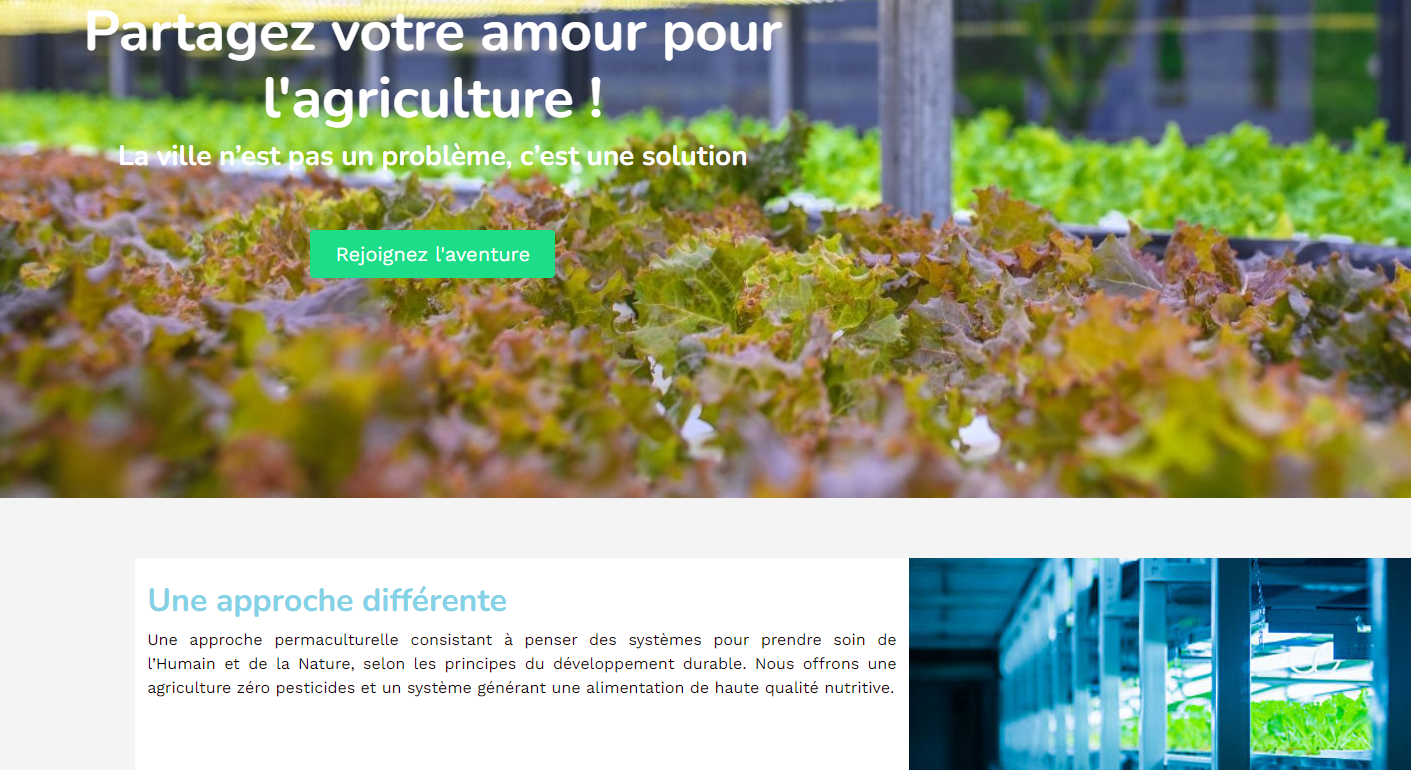 Partagez votre amour pour
l'agriculture !
La ville n’est pas un problème, c’est une solution
Rejoignez l'aventure
Une approche différente
Une approche permaculturelle consistant à penser des systèmes pour prendre soin de
l’Humain et de la Nature, selon les principes du développement durable. Nous offrons une
agriculture zéro pesticides et un système générant une alimentation de haute qualité nutritive.